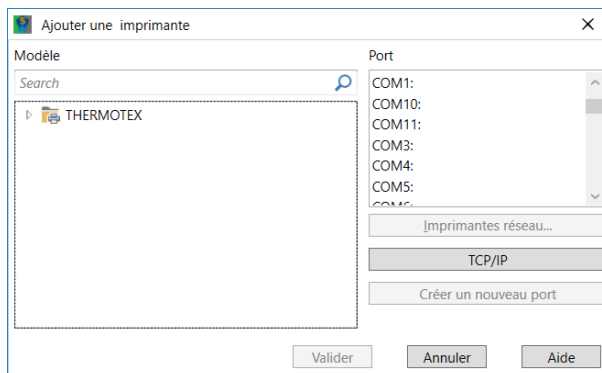 Ajouter une imprimante
Modèle
Search
THERMOTEX
Port
COM1:
COM10:
COM11:
COM3:
COM4:
COM5:
COM6:
Imprimantes réseau...
TCP/IP
Créer un nouveau port
Valider
Annuler
Aide